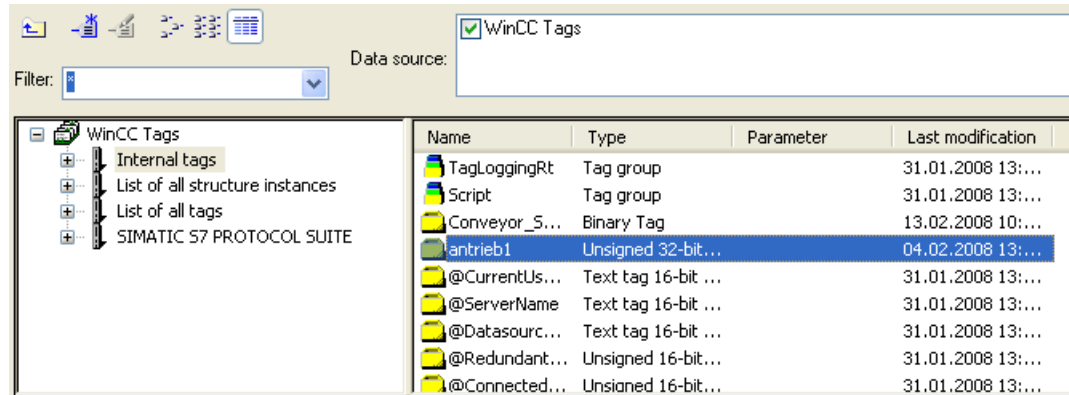 WinCC Tags
Data source:
Filter: *
WinCC Tags
Internal tags
List of all structure instances
List of all tags
SIMATIC S7 PROTOCOL SUITE
Name Type Parameter Last modification
TagLoggingRt Tag group 31.01.2008 13:...
Script Tag group 31.01.2008 13:...
Conveyor_S... Binary Tag 13.02.2008 10:...
antrieb1 Unsigned 32-bit... 04.02.2008 13:...
@CurrentUs... Text tag 16-bit ... 31.01.2008 13:...
@ServerName Text tag 16-bit ... 31.01.2008 13:...
@Datasourc... Text tag 16-bit ... 31.01.2008 13:...
@Redundant... Unsigned 16-bit... 31.01.2008 13:...
@Connected... Unsigned 16-bit... 31.01.2008 13:...